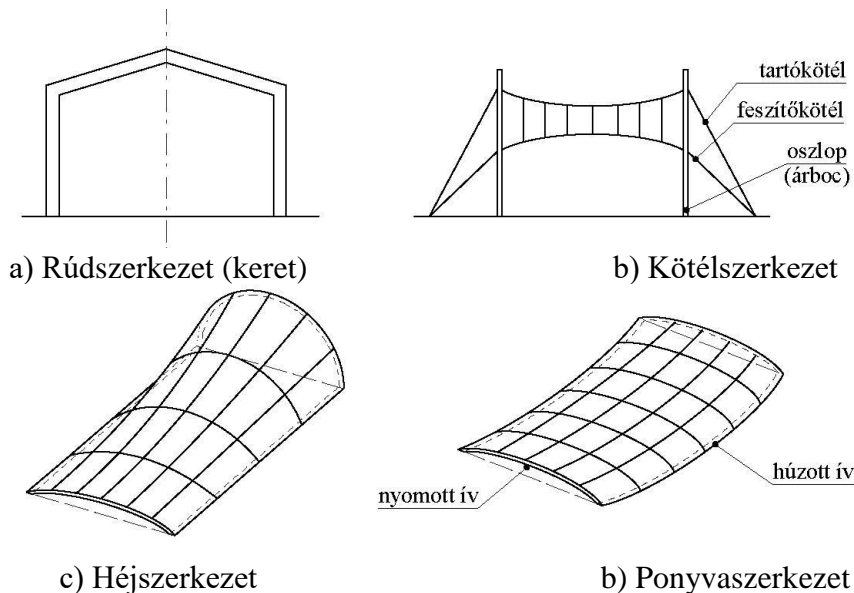 tartókötél
feszítőkötél
oszlop
(árboc)
a) Rúdszerkezet (keret)
b) Kötélszerkezet
nyomott ív
húzott ív
c) Héjszerkezet
b) Ponyvaszerkezet